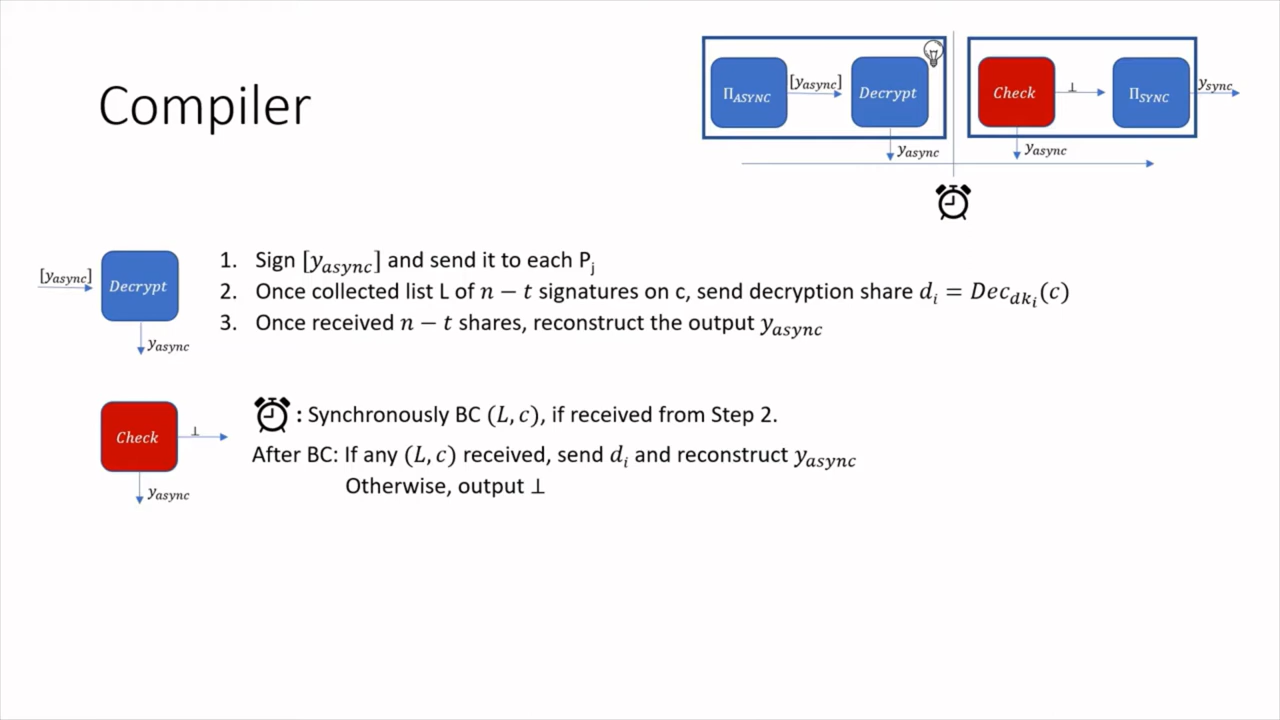 Compiler
Π_ASYNC
[y_async]
Decrypt
y_async
Check
⊥
y_async
Π_SYNC
y_sync
[y_async]
Decrypt
y_async
1. Sign [y_async] and send it to each P_j
2. Once collected list L of n − t signatures on c, send decryption share d_i = Dec_{dk_i}(c)
3. Once received n − t shares, reconstruct the output y_async
Check
⊥
y_async
: Synchronously BC (L, c), if received from Step 2.
After BC: If any (L, c) received, send d_i and reconstruct y_async
Otherwise, output ⊥